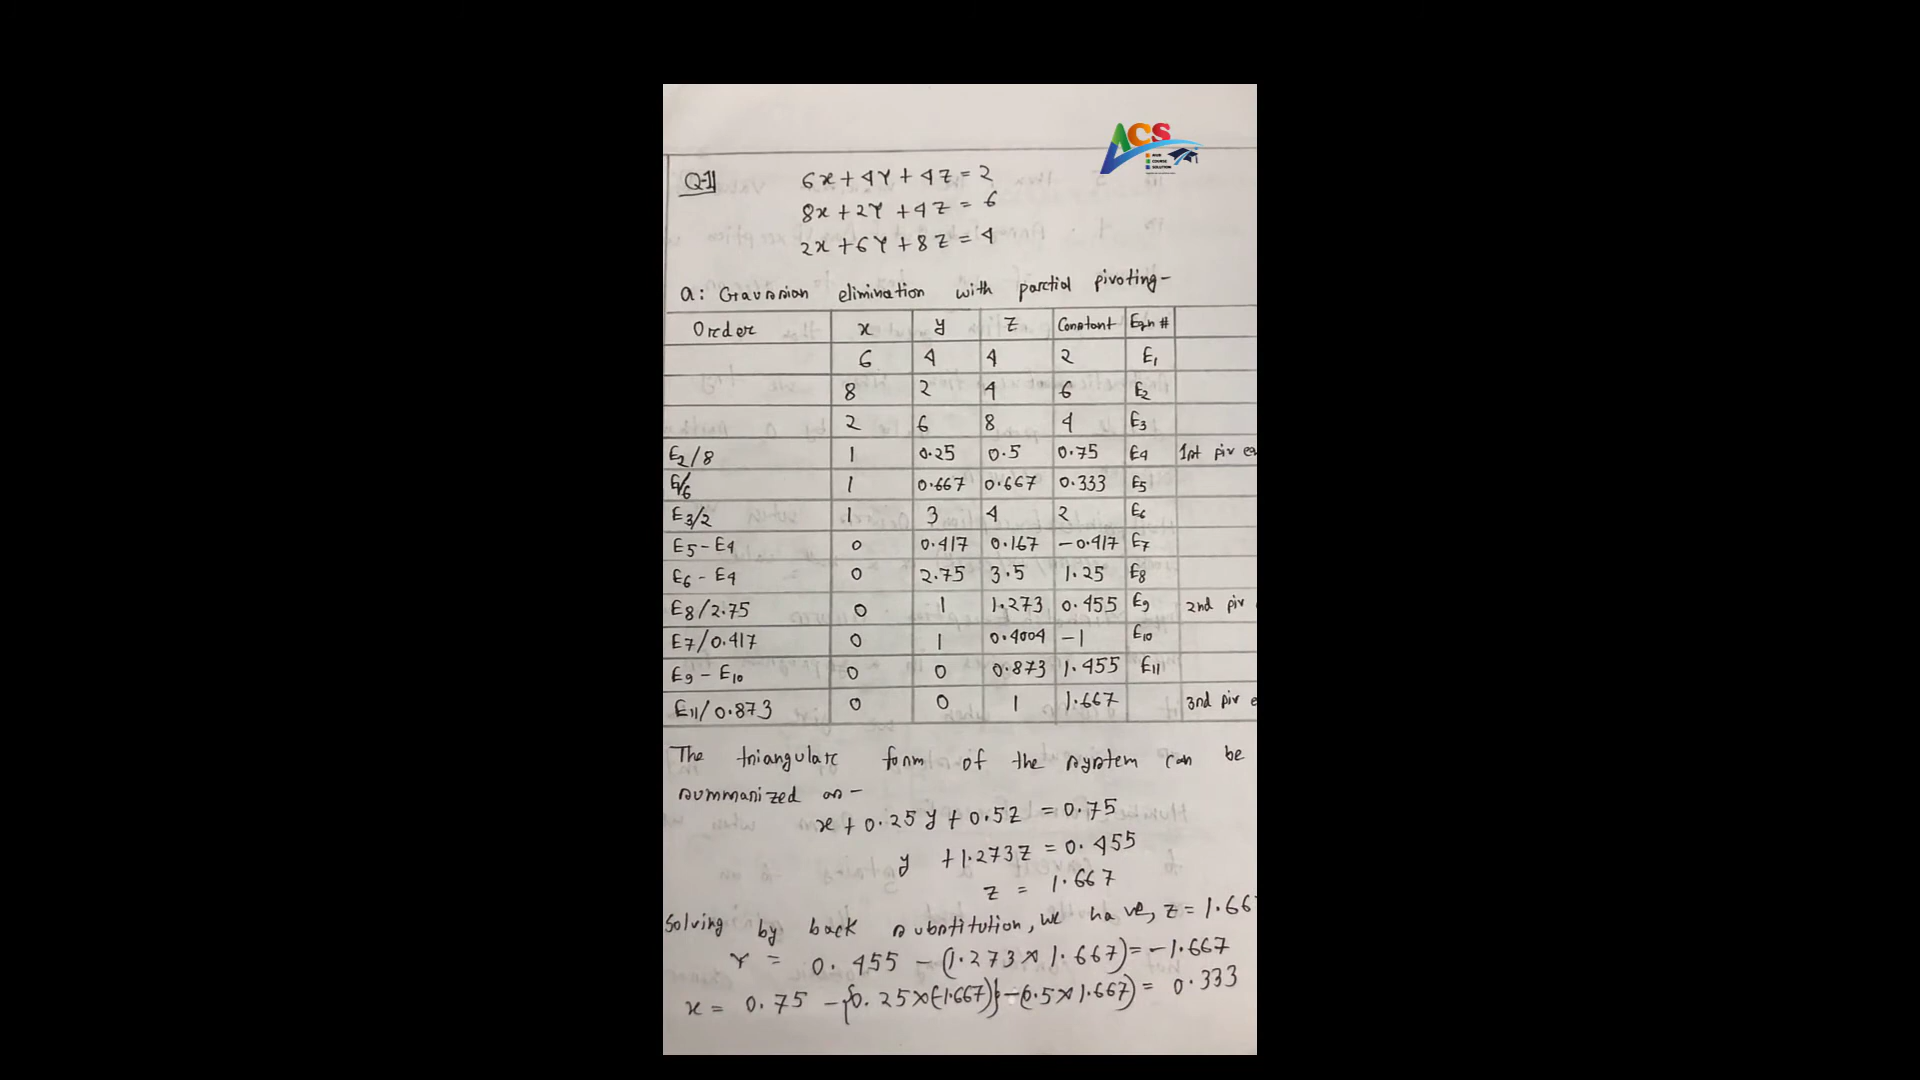 ACS
AIUB
COURSE
SOLUTION
Q-1
6x + 4Y + 4Z = 2
8x + 2Y + 4Z = 6
2x + 6Y + 8Z = 4
a: Gaussian elimination with partial pivoting-
Order x y z Constant Eqn #
6 4 4 2 E1
8 2 4 6 E2
2 6 8 4 E3
E2/8 1 0.25 0.5 0.75 E4 1st piv
E/6 1 0.667 0.667 0.333 E5
E3/2 1 3 4 2 E6
E5 - E4 0 0.417 0.167 -0.417 E7
E6 - E4 0 2.75 3.5 1.25 E8
E8/2.75 0 1 1.273 0.455 E9 2nd piv
E7/0.417 0 1 0.4004 -1 E10
E9 - E10 0 0 0.873 1.455 E11
E11/0.873 0 0 1 1.667 3nd piv
The triangular form of the system can be
summarized as -
x + 0.25y + 0.5z = 0.75
y + 1.273z = 0.455
z = 1.667
Solving by back substitution, we have, z = 1.667
Y = 0.455 - (1.273 x 1.667) = -1.667
x = 0.75 - {0.25x(-1.667)} - (0.5x1.667) = 0.333